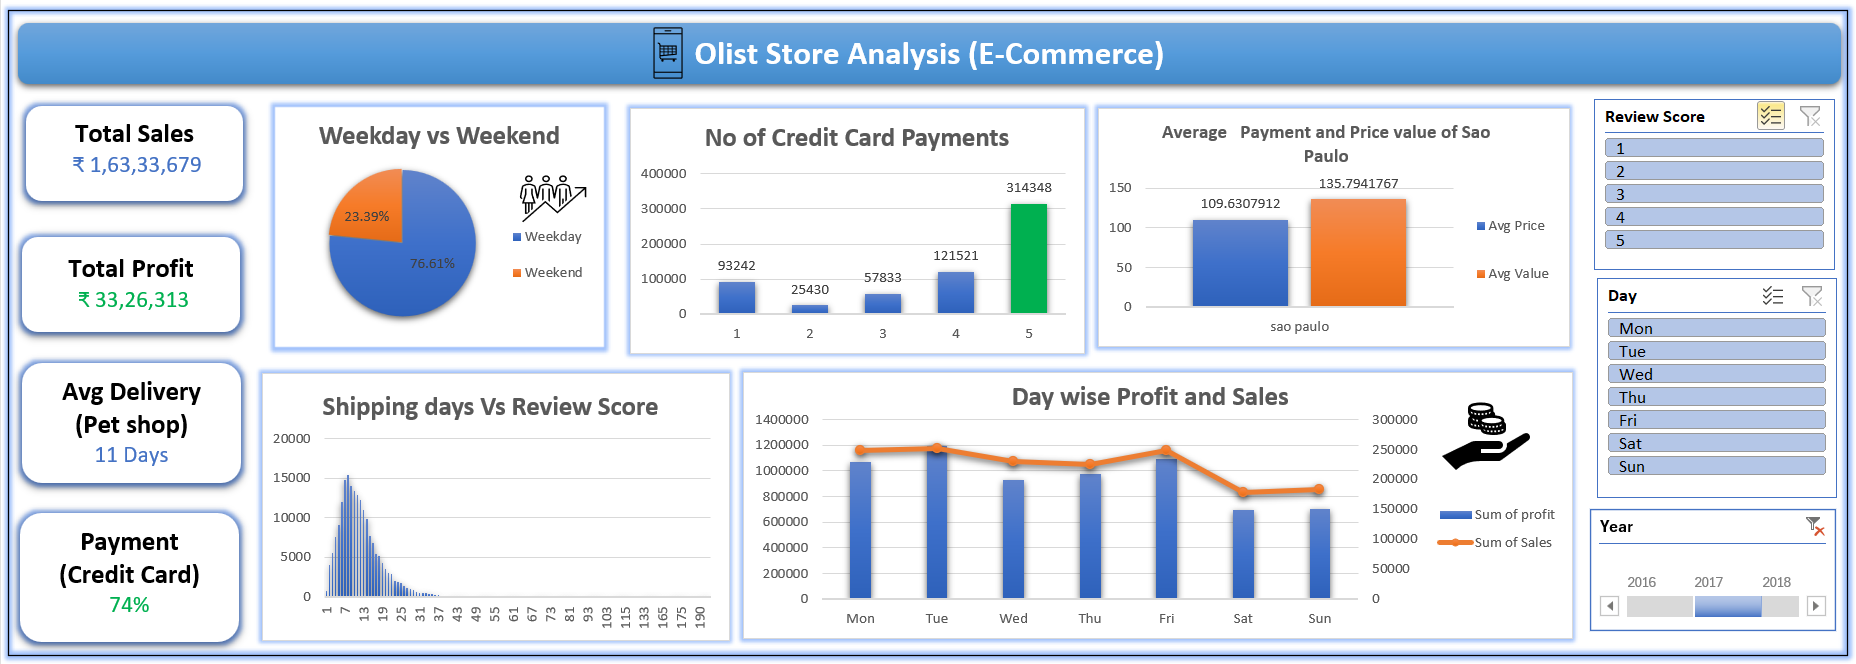 Olist Store Analysis (E-Commerce)
Total Sales
₹ 1,63,33,679
Total Profit
₹ 33,26,313
Avg Delivery
(Pet shop)
11 Days
Payment
(Credit Card)
74%
Weekday vs Weekend
23.39%
76.61%
Weekday
Weekend
No of Credit Card Payments
400000
300000
200000
100000
0
93242
25430
57833
121521
314348
1 2 3 4 5
Average Payment and Price value of Sao
Paulo
150
100
50
0
109.6307912
135.7941767
sao paulo
Avg Price
Avg Value
Shipping days Vs Review Score
20000
15000
10000
5000
0
1 7 13 19 25 31 37 43 49 55 61 67 73 81 93 103 115 133 165 175 190
Day wise Profit and Sales
1400000
1200000
1000000
800000
600000
400000
200000
0
300000
250000
200000
150000
100000
50000
0
Mon Tue Wed Thu Fri Sat Sun
Sum of profit
Sum of Sales
Review Score
1
2
3
4
5
Day
Mon
Tue
Wed
Thu
Fri
Sat
Sun
Year
2016 2017 2018